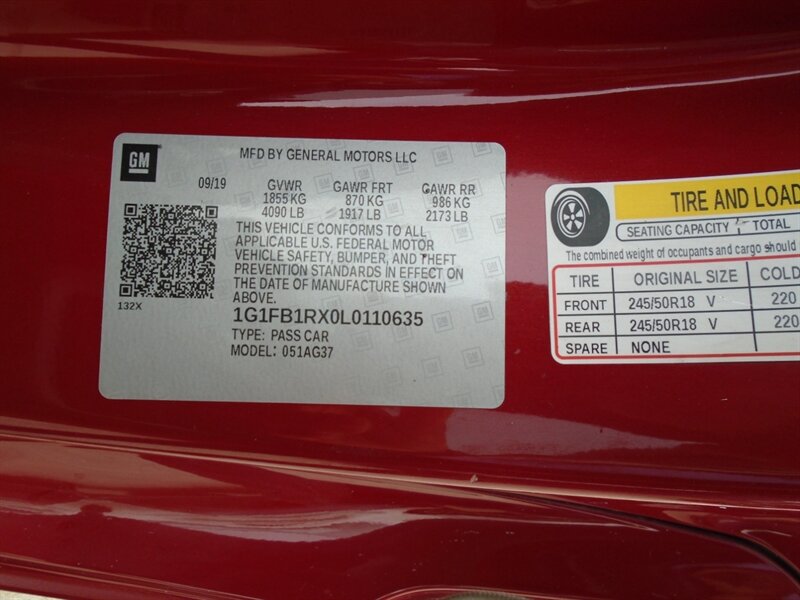 GM
MFD BY GENERAL MOTORS LLC
09/19 GVWR GAWR FRT GAWR RR
1855 KG 870 KG 986 KG
4090 LB 1917 LB 2173 LB
THIS VEHICLE CONFORMS TO ALL
APPLICABLE U.S. FEDERAL MOTOR
VEHICLE SAFETY, BUMPER, AND THEFT
PREVENTION STANDARDS IN EFFECT ON
THE DATE OF MANUFACTURE SHOWN
ABOVE.
132X
1G1FB1RX0L0110635
TYPE: PASS CAR
MODEL: 051AG37
TIRE AND LOAD
SEATING CAPACITY TOTAL
The combined weight of occupants and cargo should
TIRE ORIGINAL SIZE COLD
FRONT 245/50R18 V 220
REAR 245/50R18 V 220
SPARE NONE